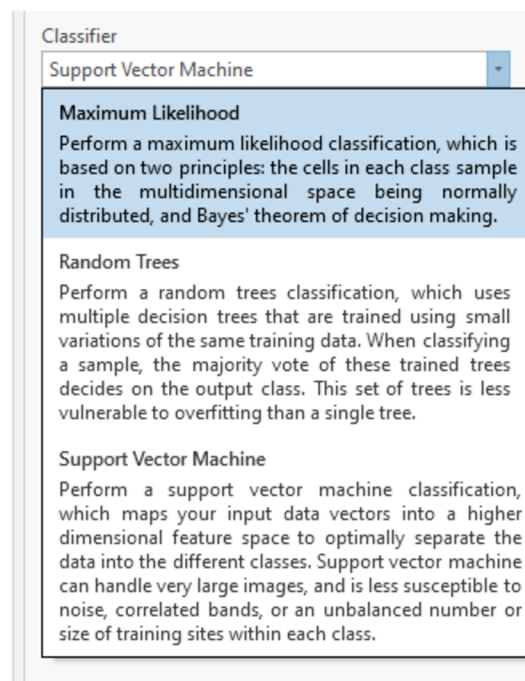 Classifier
Support Vector Machine
Maximum Likelihood
Perform a maximum likelihood classification, which is
based on two principles: the cells in each class sample
in the multidimensional space being normally
distributed, and Bayes' theorem of decision making.
Random Trees
Perform a random trees classification, which uses
multiple decision trees that are trained using small
variations of the same training data. When classifying
a sample, the majority vote of these trained trees
decides on the output class. This set of trees is less
vulnerable to overfitting than a single tree.
Support Vector Machine
Perform a support vector machine classification,
which maps your input data vectors into a higher
dimensional feature space to optimally separate the
data into the different classes. Support vector machine
can handle very large images, and is less susceptible to
noise, correlated bands, or an unbalanced number or
size of training sites within each class.